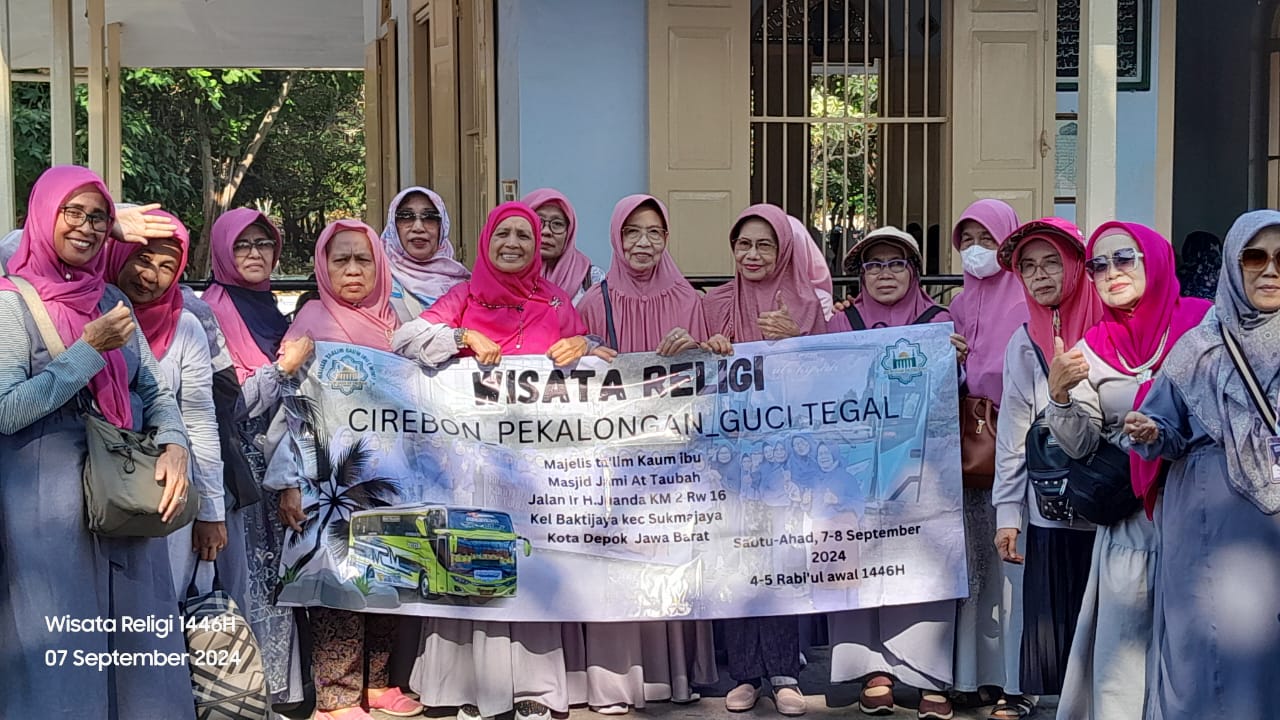 WISATA RELIGI
CIREBON_PEKALONGAN_GUCI TEGAL
Majelis ta'lim Kaum ibu
Masjid Jami At Taubah
Jalan Ir H.Juanda KM 2 Rw 16
Kel Baktijaya kec Sukmajaya
Kota Depok Jawa Barat
Sabtu-Ahad, 7-8 September
2024
4-5 Rabi'ul awal 1446H
Wisata Religi 1446H
07 September 2024